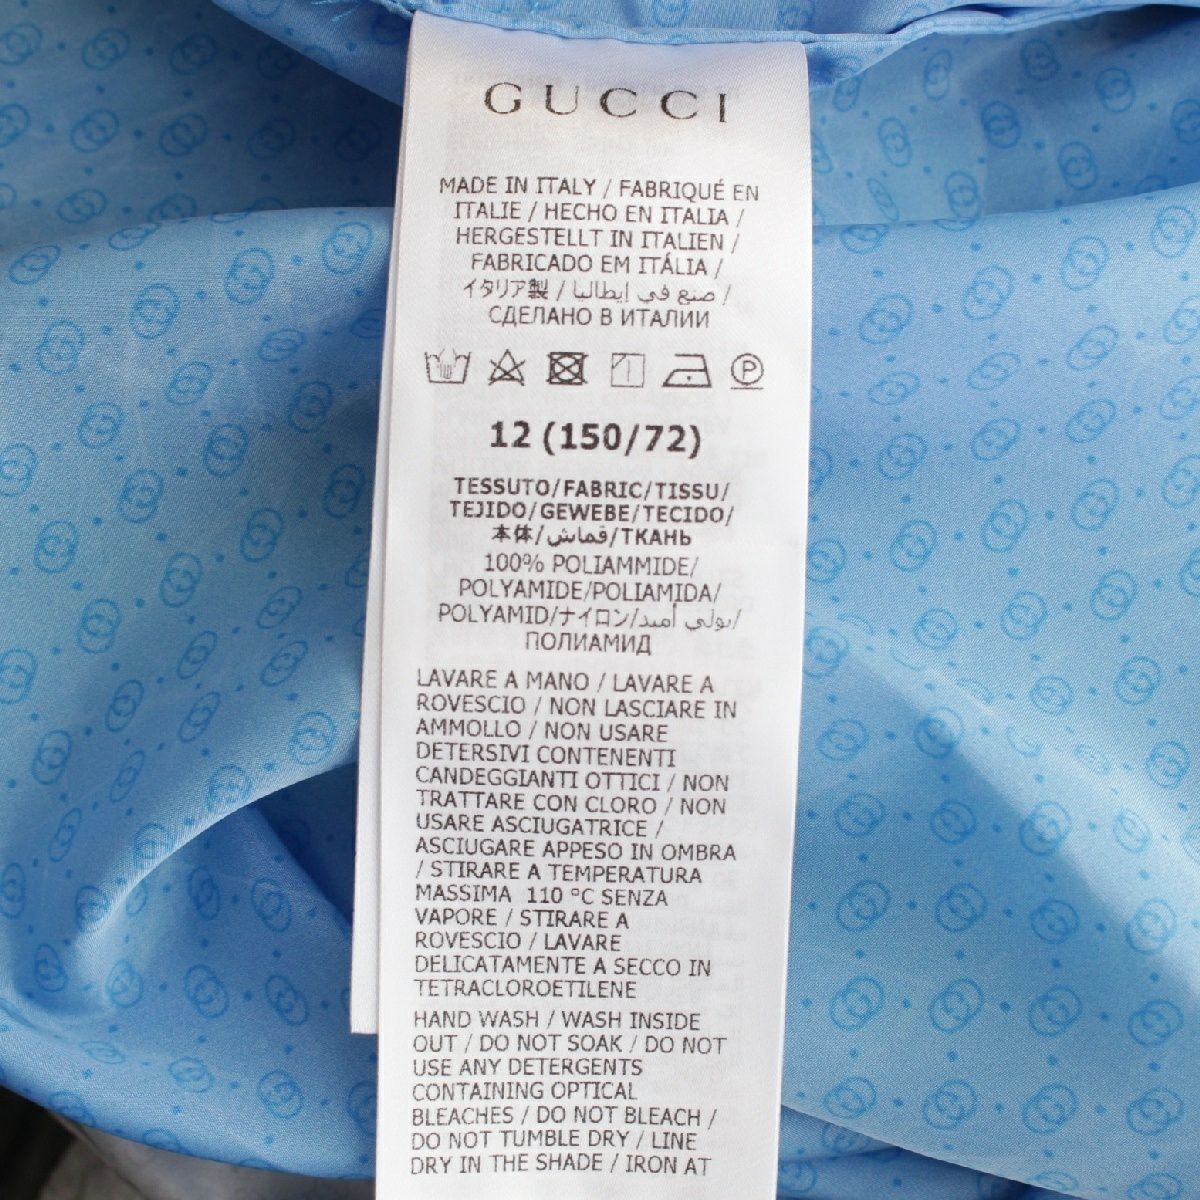 GUCCI
MADE IN ITALY / FABRIQUÉ EN
ITALIE / HECHO EN ITALIA /
HERGESTELLT IN ITALIEN /
FABRICADO EM ITÁLIA /
イタリア製 / صنع في إيطاليا /
СДЕЛАНО В ИТАЛИИ
P
12 (150/72)
TESSUTO/FABRIC/TISSU/
TEJIDO/GEWEBE/TECIDO/
本体/قماش/ТКАНЬ
100% POLIAMMIDE/
POLYAMIDE/POLIAMIDA/
POLYAMID/ナイロン/بولي أميد/
ПОЛИАМИД
LAVARE A MANO / LAVARE A
ROVESCIO / NON LASCIARE IN
AMMOLLO / NON USARE
DETERSIVI CONTENENTI
CANDEGGIANTI OTTICI / NON
TRATTARE CON CLORO / NON
USARE ASCIUGATRICE /
ASCIUGARE APPESO IN OMBRA
/ STIRARE A TEMPERATURA
MASSIMA 110 °C SENZA
VAPORE / STIRARE A
ROVESCIO / LAVARE
DELICATAMENTE A SECCO IN
TETRACLOROETILENE
HAND WASH / WASH INSIDE
OUT / DO NOT SOAK / DO NOT
USE ANY DETERGENTS
CONTAINING OPTICAL
BLEACHES / DO NOT BLEACH /
DO NOT TUMBLE DRY / LINE
DRY IN THE SHADE / IRON AT